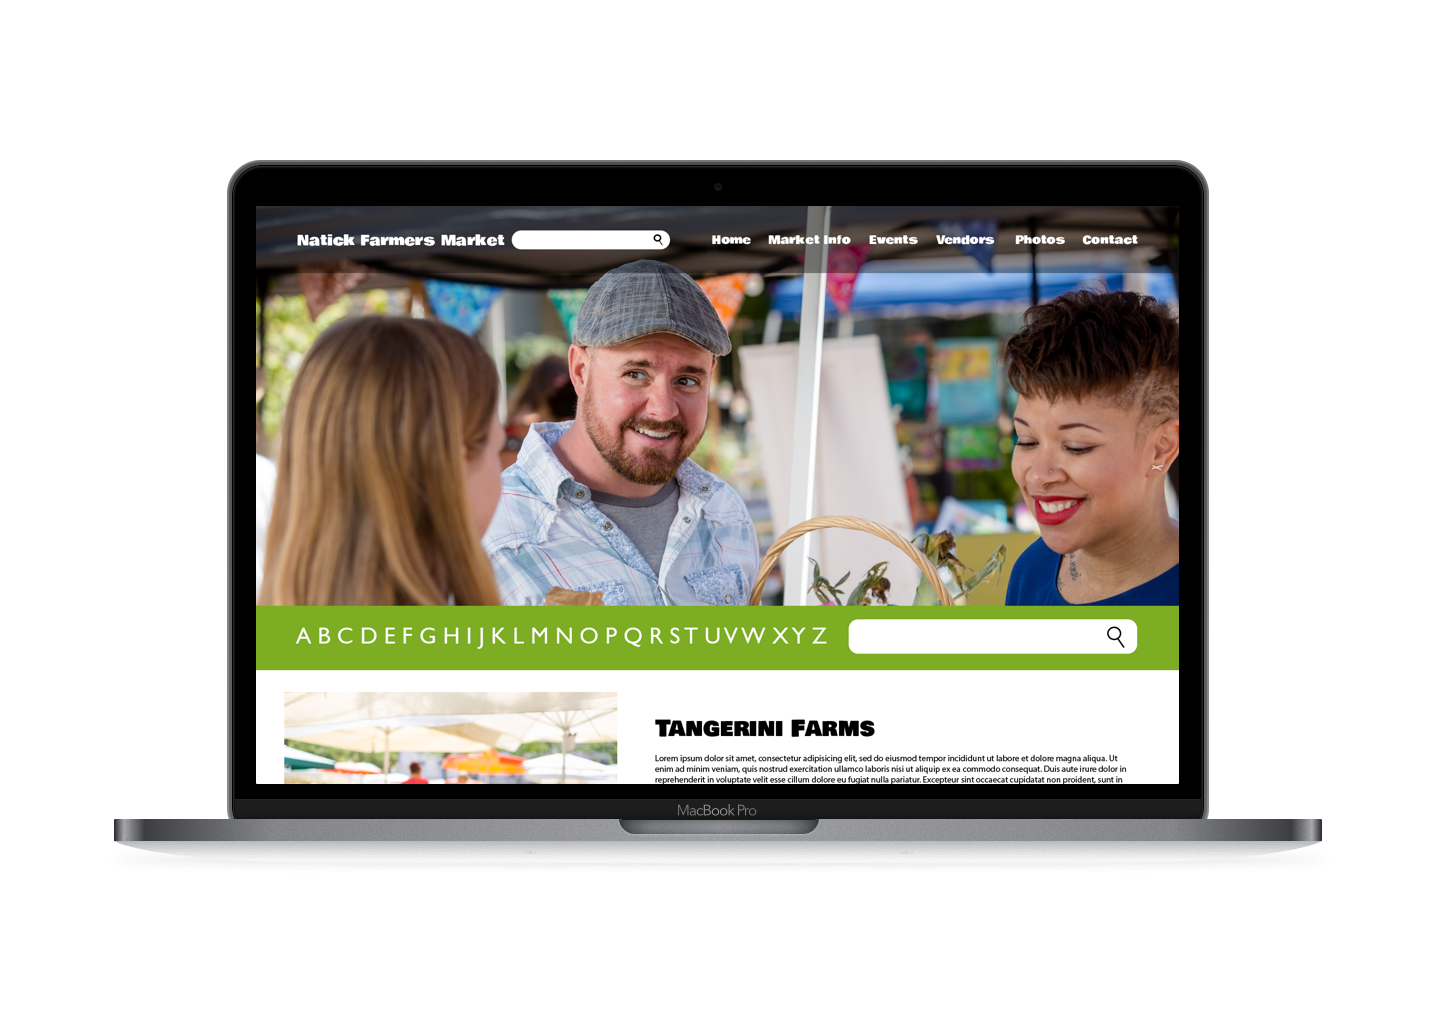 Natick Farmers Market
Home Market Info Events Vendors Photos Contact
A B C D E F G H I J K L M N O P Q R S T U V W X Y Z
Tangerini Farms
Lorem ipsum dolor sit amet, consectetur adipisicing elit, sed do eiusmod tempor incididunt ut labore et dolore magna aliqua. Ut
enim ad minim veniam, quis nostrud exercitation ullamco laboris nisi ut aliquip ex ea commodo consequat. Duis aute irure dolor in
reprehenderit in voluptate velit esse cillum dolore eu fugiat nulla pariatur. Excepteur sint occaecat cupidatat non proident, sunt in
MacBook Pro